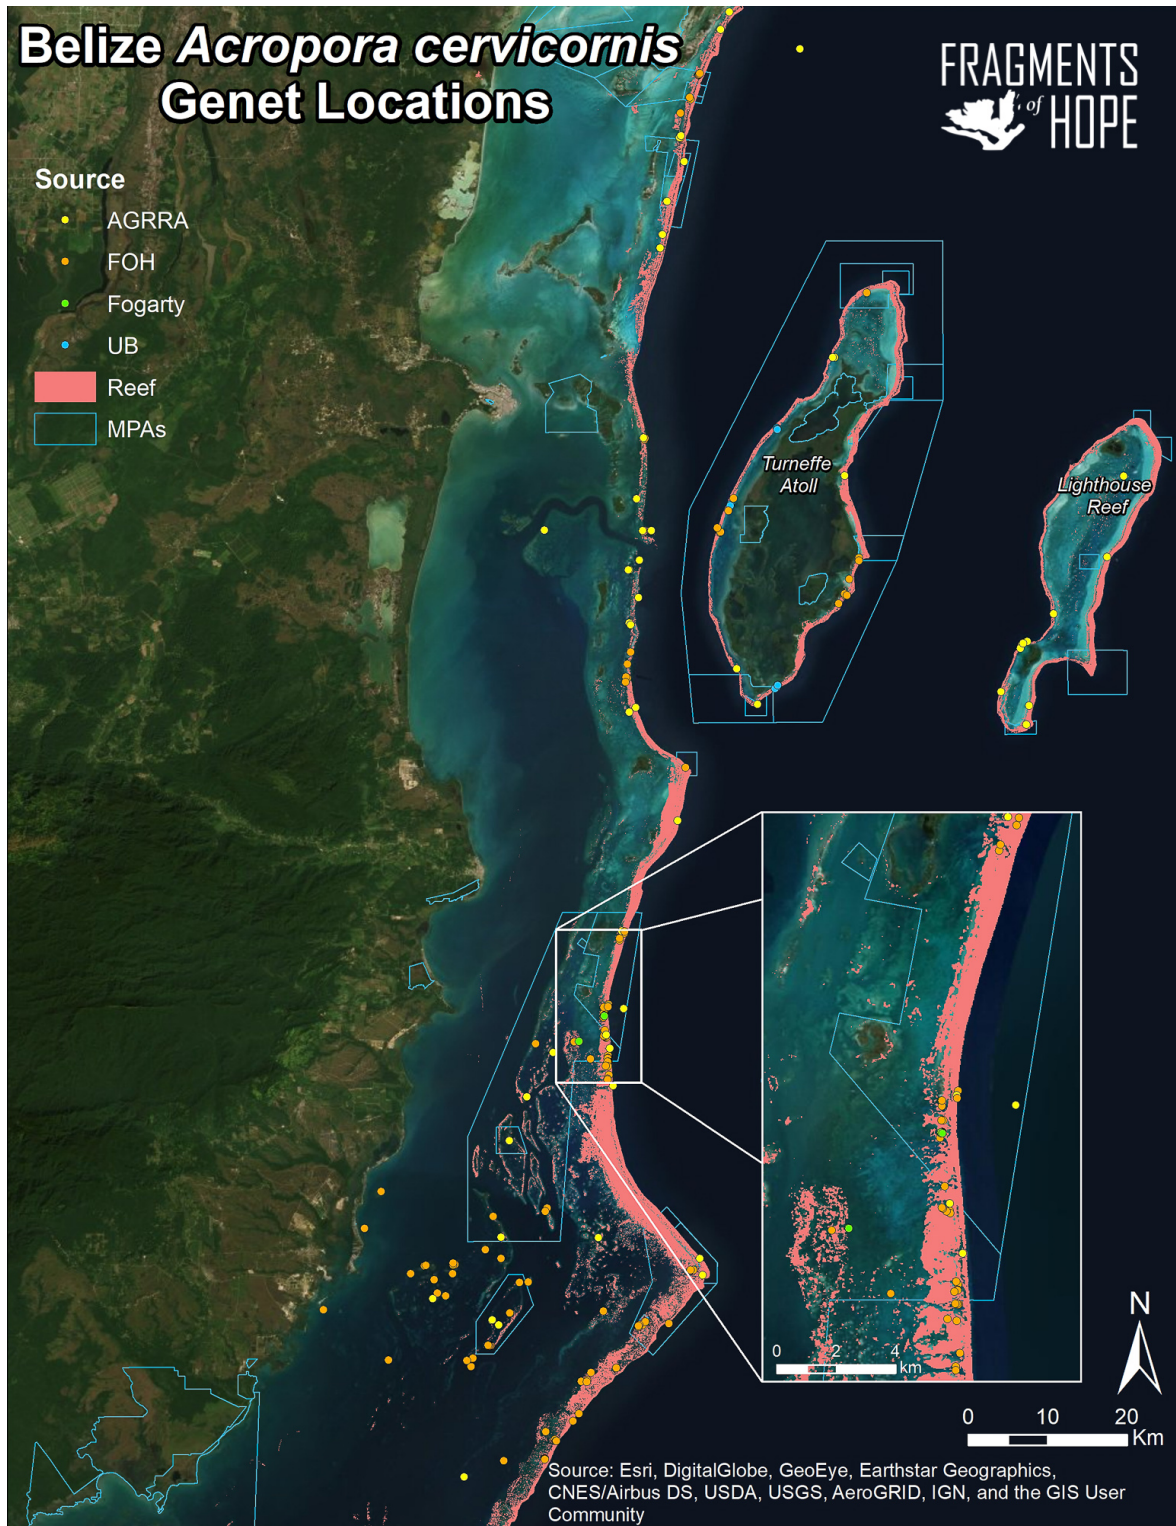 Belize Acropora cervicornis
Genet Locations
FRAGMENTS
of
HOPE
Source
AGRRA
FOH
Fogarty
UB
Reef
MPAs
Turneffe
Atoll
Lighthouse
Reef
0 2 4
km
N
0 10 20
Km
Source: Esri, DigitalGlobe, GeoEye, Earthstar Geographics,
CNES/Airbus DS, USDA, USGS, AeroGRID, IGN, and the GIS User
Community